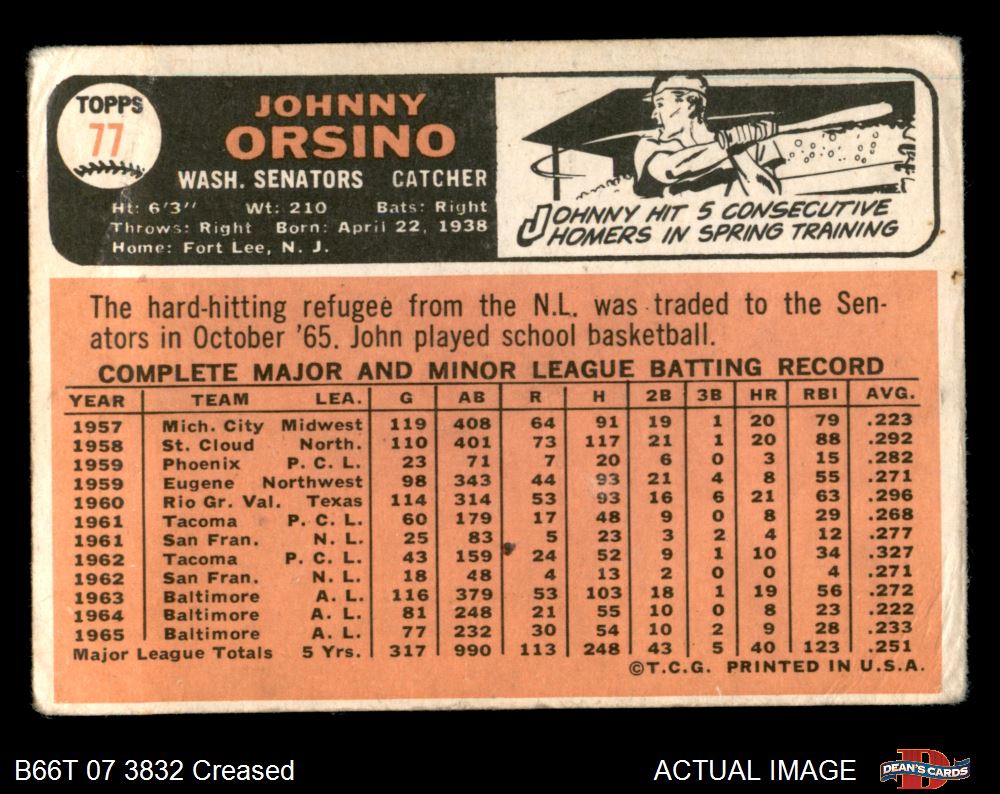 TOPPS
77
JOHNNY
ORSINO
WASH. SENATORS CATCHER
Ht: 6'3" Wt: 210 Bats: Right
Throws: Right Born: April 22, 1938
Home: Fort Lee, N. J.
JOHNNY HIT 5 CONSECUTIVE
HOMERS IN SPRING TRAINING
The hard-hitting refugee from the N.L. was traded to the Sen-
ators in October '65. John played school basketball.
COMPLETE MAJOR AND MINOR LEAGUE BATTING RECORD
YEAR TEAM LEA. G AB R H 2B 3B HR RBI AVG.
1957 Mich. City Midwest 119 408 64 91 19 1 20 79 .223
1958 St. Cloud North. 110 401 73 117 21 1 20 88 .292
1959 Phoenix P. C. L. 23 71 7 20 6 0 3 15 .282
1959 Eugene Northwest 98 343 44 93 21 4 8 55 .271
1960 Rio Gr. Val. Texas 114 314 53 93 16 6 21 63 .296
1961 Tacoma P. C. L. 60 179 17 48 9 0 8 29 .268
1961 San Fran. N. L. 25 83 5 23 3 2 4 12 .277
1962 Tacoma P. C. L. 43 159 24 52 9 1 10 34 .327
1962 San Fran. N. L. 18 48 4 13 2 0 0 4 .271
1963 Baltimore A. L. 116 379 53 103 18 1 19 56 .272
1964 Baltimore A. L. 81 248 21 55 10 0 8 23 .222
1965 Baltimore A. L. 77 232 30 54 10 2 9 28 .233
Major League Totals 5 Yrs. 317 990 113 248 43 5 40 123 .251
©T.C.G. PRINTED IN U.S.A.
B66T 07 3832 Creased
ACTUAL IMAGE
DEAN'S CARDS